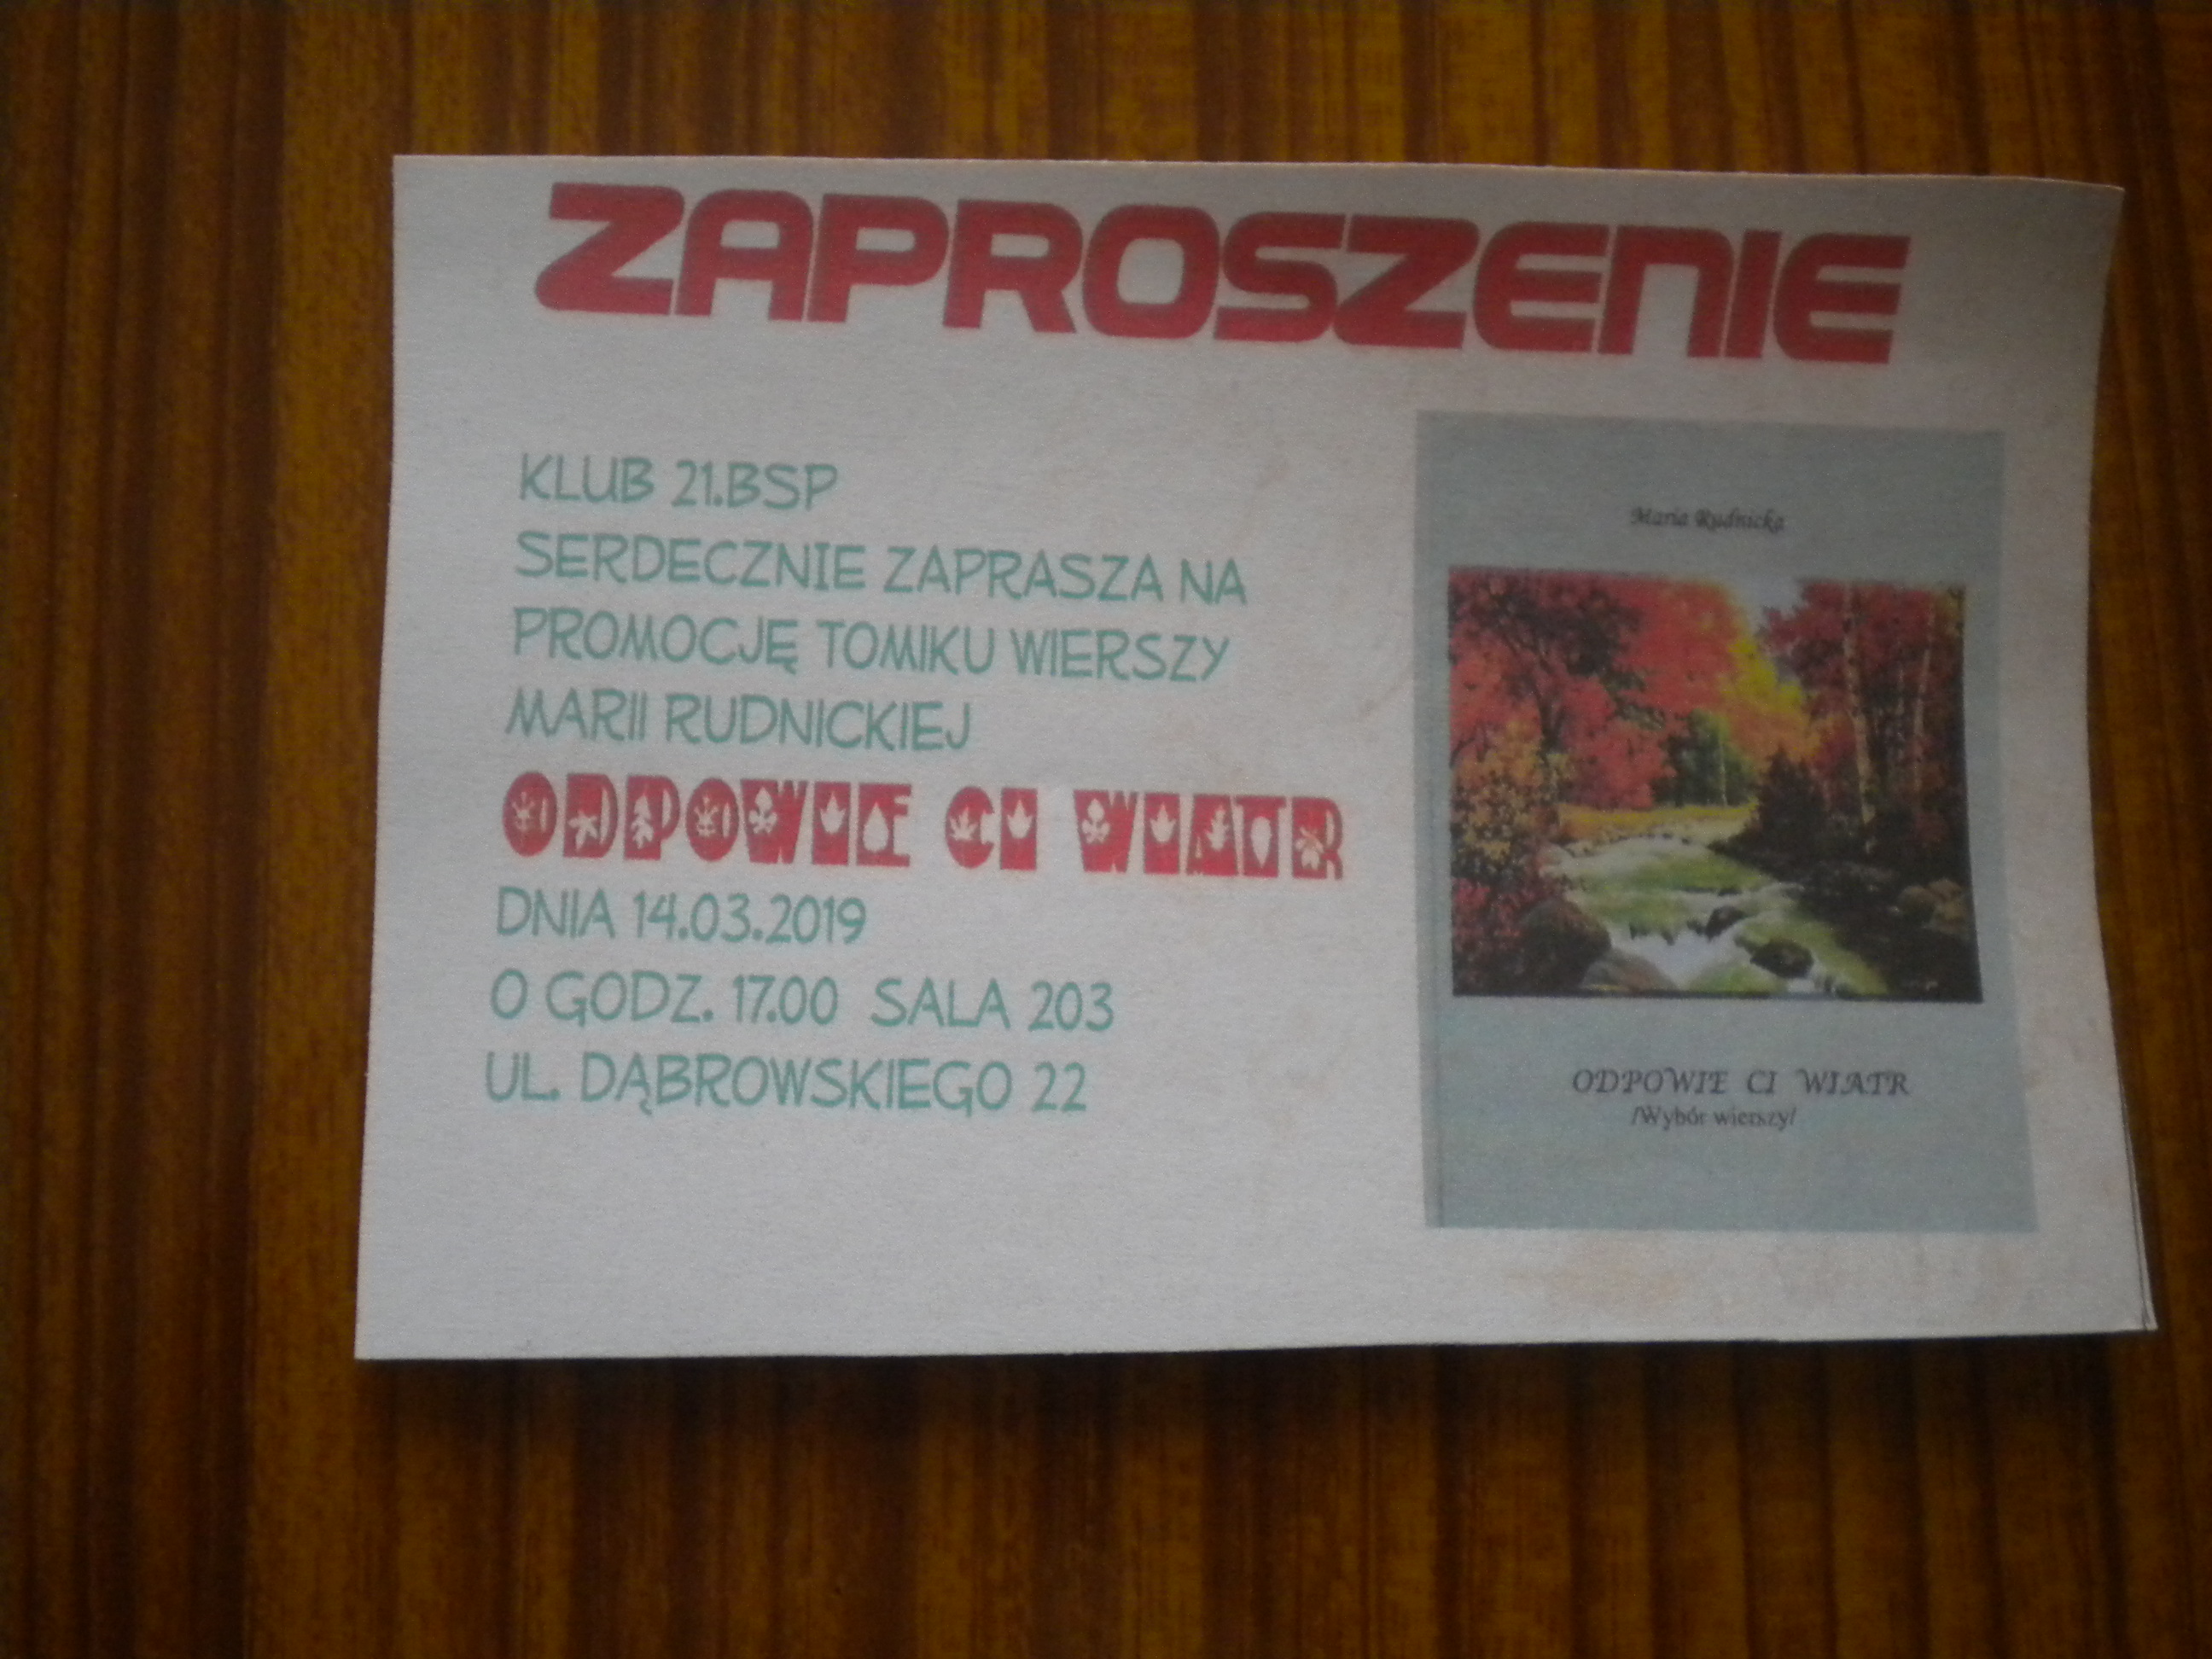 ZAPROSZENIE
KLUB 21.BSP
SERDECZNIE ZAPRASZA NA
PROMOCJĘ TOMIKU WIERSZY
MARII RUDNICKIEJ
ODPOWIE CI WIATR
DNIA 14.03.2019
O GODZ. 17.00 SALA 203
UL. DĄBROWSKIEGO 22
Maria Rudnicka
ODPOWIE CI WIATR
/Wybór wierszy/